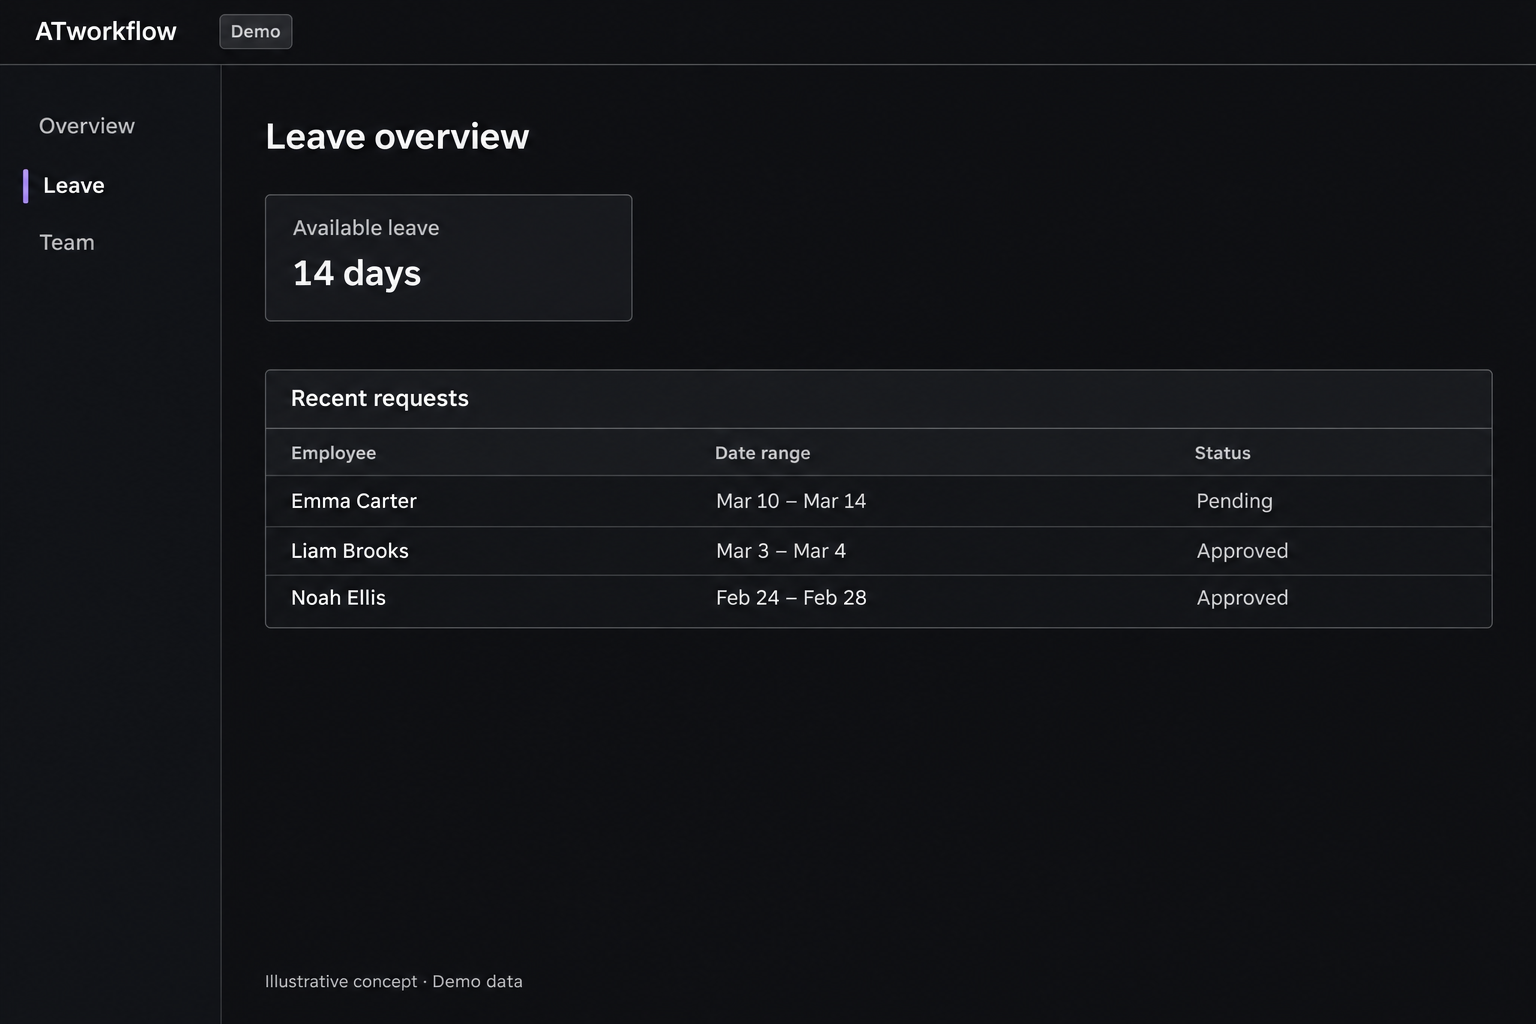 ATworkflow Demo
Overview
Leave
Team
Leave overview
Available leave
14 days
Recent requests
Employee Date range Status
Emma Carter Mar 10 – Mar 14 Pending
Liam Brooks Mar 3 – Mar 4 Approved
Noah Ellis Feb 24 – Feb 28 Approved
Illustrative concept · Demo data